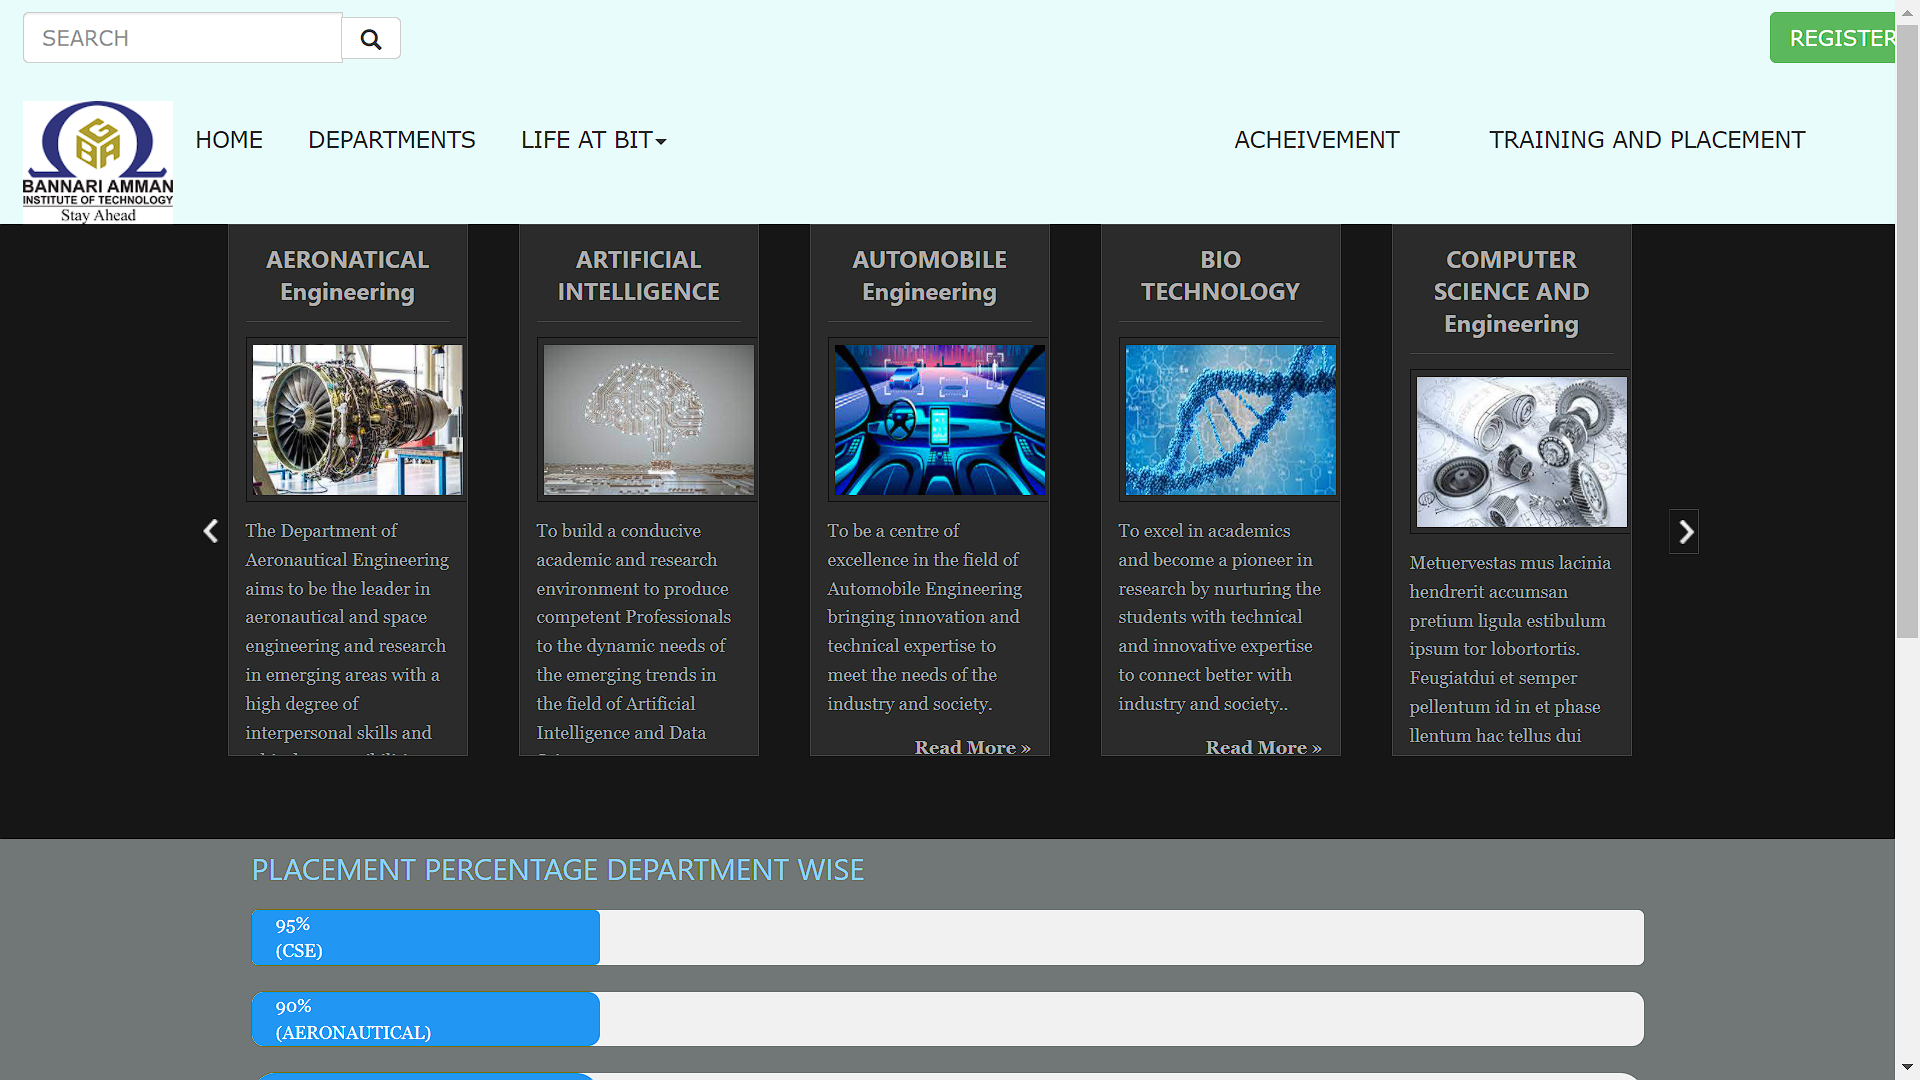 SEARCH
REGISTER
BANNARI AMMAN
INSTITUTE OF TECHNOLOGY
Stay Ahead
HOME
DEPARTMENTS
LIFE AT BIT
ACHEIVEMENT
TRAINING AND PLACEMENT
AERONATICAL
Engineering
The Department of
Aeronautical Engineering
aims to be the leader in
aeronautical and space
engineering and research
in emerging areas with a
high degree of
interpersonal skills and
ARTIFICIAL
INTELLIGENCE
To build a conducive
academic and research
environment to produce
competent Professionals
to the dynamic needs of
the emerging trends in
the field of Artificial
Intelligence and Data
AUTOMOBILE
Engineering
To be a centre of
excellence in the field of
Automobile Engineering
bringing innovation and
technical expertise to
meet the needs of the
industry and society.
Read More »
BIO
TECHNOLOGY
To excel in academics
and become a pioneer in
research by nurturing the
students with technical
and innovative expertise
to connect better with
industry and society..
Read More »
COMPUTER
SCIENCE AND
Engineering
Metuervestas mus lacinia
hendrerit accumsan
pretium ligula estibulum
ipsum tor lobortortis.
Feugiatdui et semper
pellentum id in et phase
llentum hac tellus dui
PLACEMENT PERCENTAGE DEPARTMENT WISE
95%
(CSE)
90%
(AERONAUTICAL)